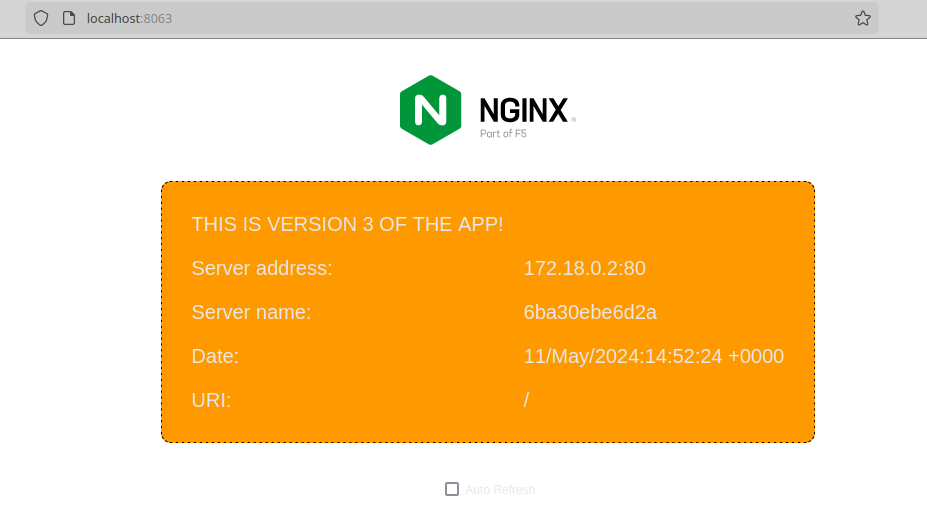 localhost:8063
N NGINX.
Part of F5
THIS IS VERSION 3 OF THE APP!
Server address: 172.18.0.2:80
Server name: 6ba30ebe6d2a
Date: 11/May/2024:14:52:24 +0000
URI: /
Auto Refresh